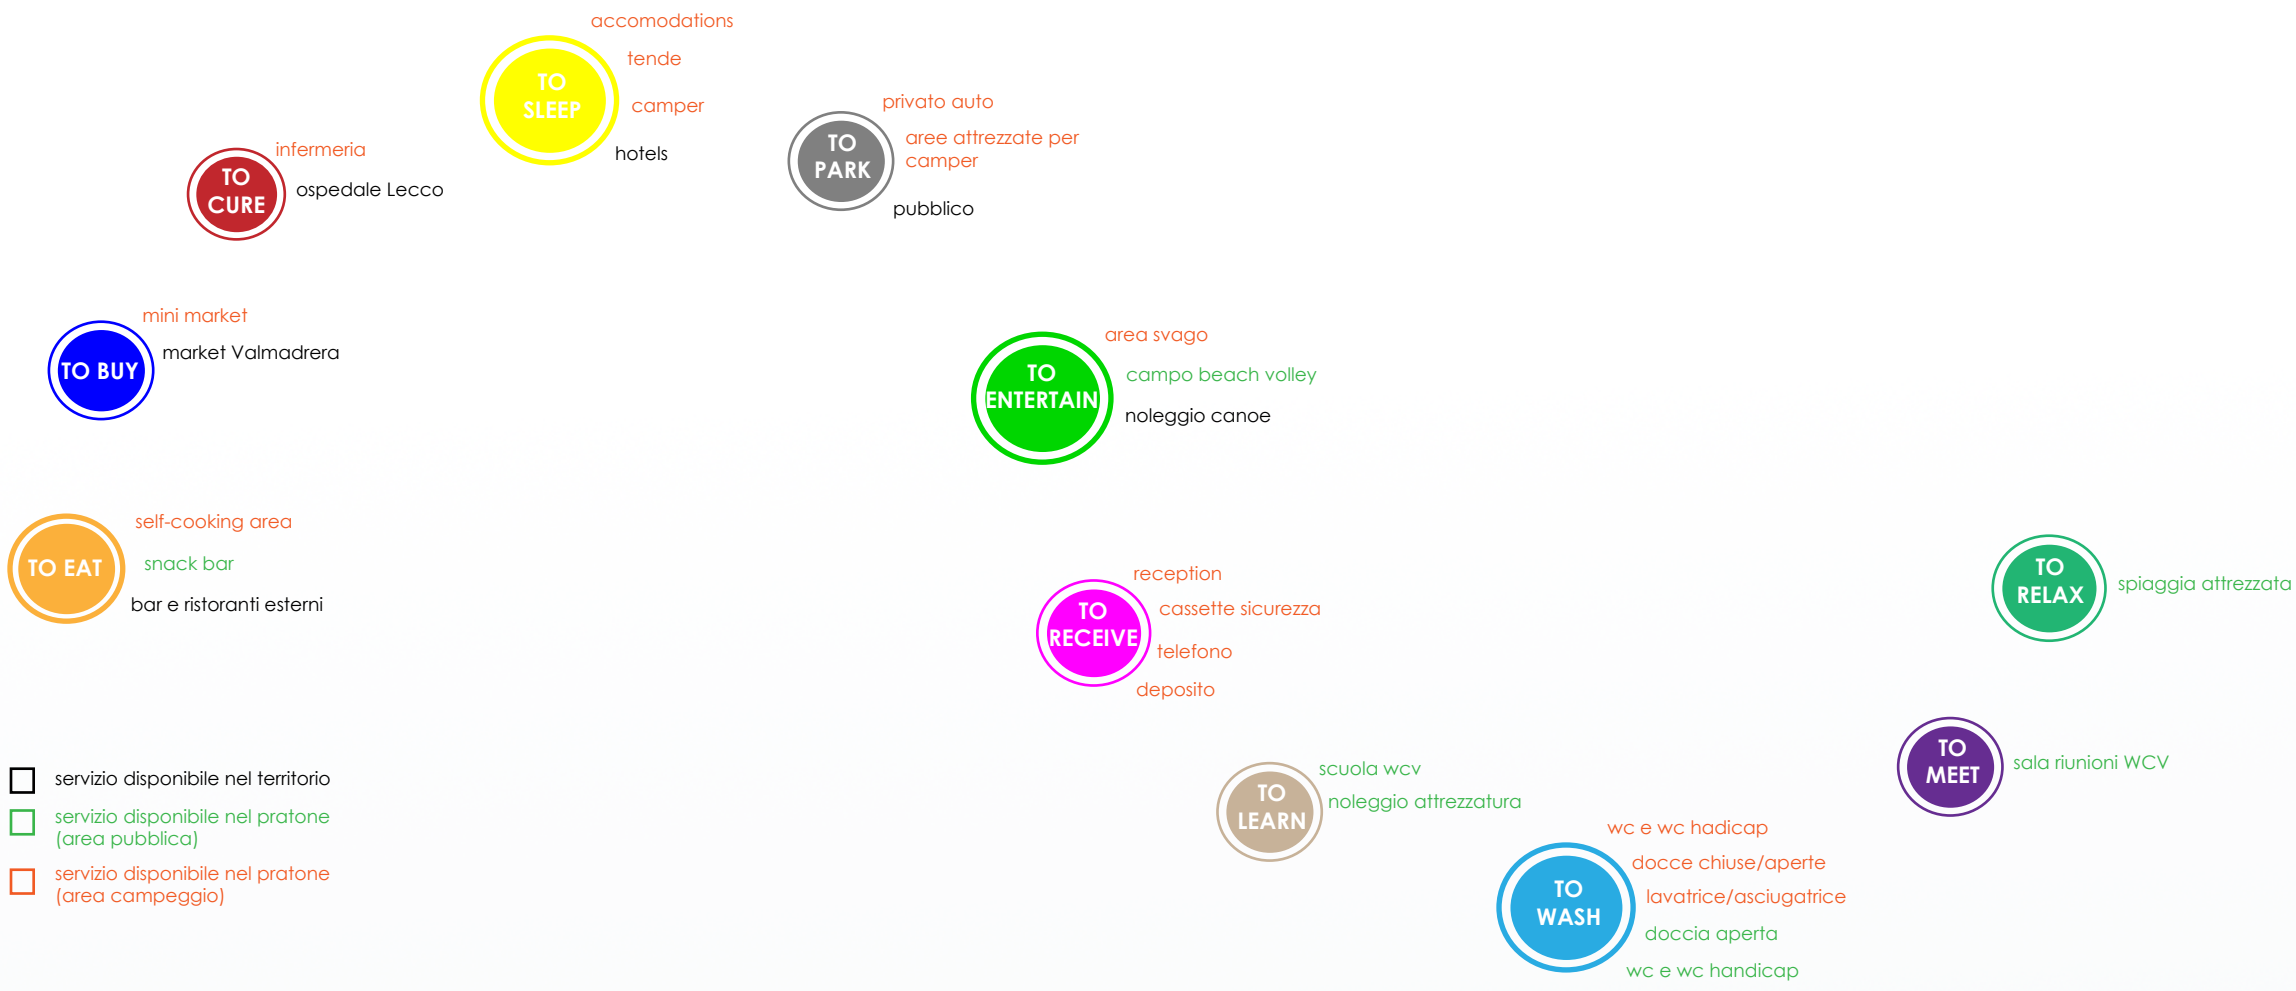 accomodations
tende
camper
hotels
TO
SLEEP
privato auto
aree attrezzate per
camper
pubblico
TO
PARK
infermeria
ospedale Lecco
TO
CURE
mini market
market Valmadrera
TO BUY
area svago
campo beach volley
noleggio canoe
TO
ENTERTAIN
self-cooking area
snack bar
bar e ristoranti esterni
TO EAT
reception
cassette sicurezza
telefono
deposito
TO
RECEIVE
TO
RELAX
spiaggia attrezzata
TO
MEET
sala riunioni WCV
scuola wcv
noleggio attrezzatura
TO
LEARN
wc e wc hadicap
docce chiuse/aperte
lavatrice/asciugatrice
doccia aperta
wc e wc handicap
TO
WASH
servizio disponibile nel territorio
servizio disponibile nel pratone
(area pubblica)
servizio disponibile nel pratone
(area campeggio)